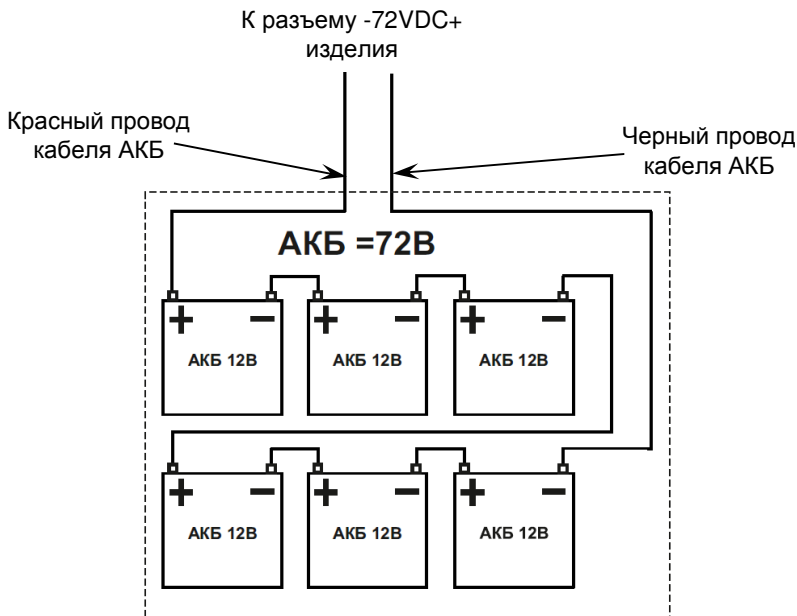 К разъему -72VDC+
изделия
Красный провод
кабеля АКБ
Черный провод
кабеля АКБ
АКБ =72В
+ − + − + −
АКБ 12В АКБ 12В АКБ 12В
+ − + − + −
АКБ 12В АКБ 12В АКБ 12В